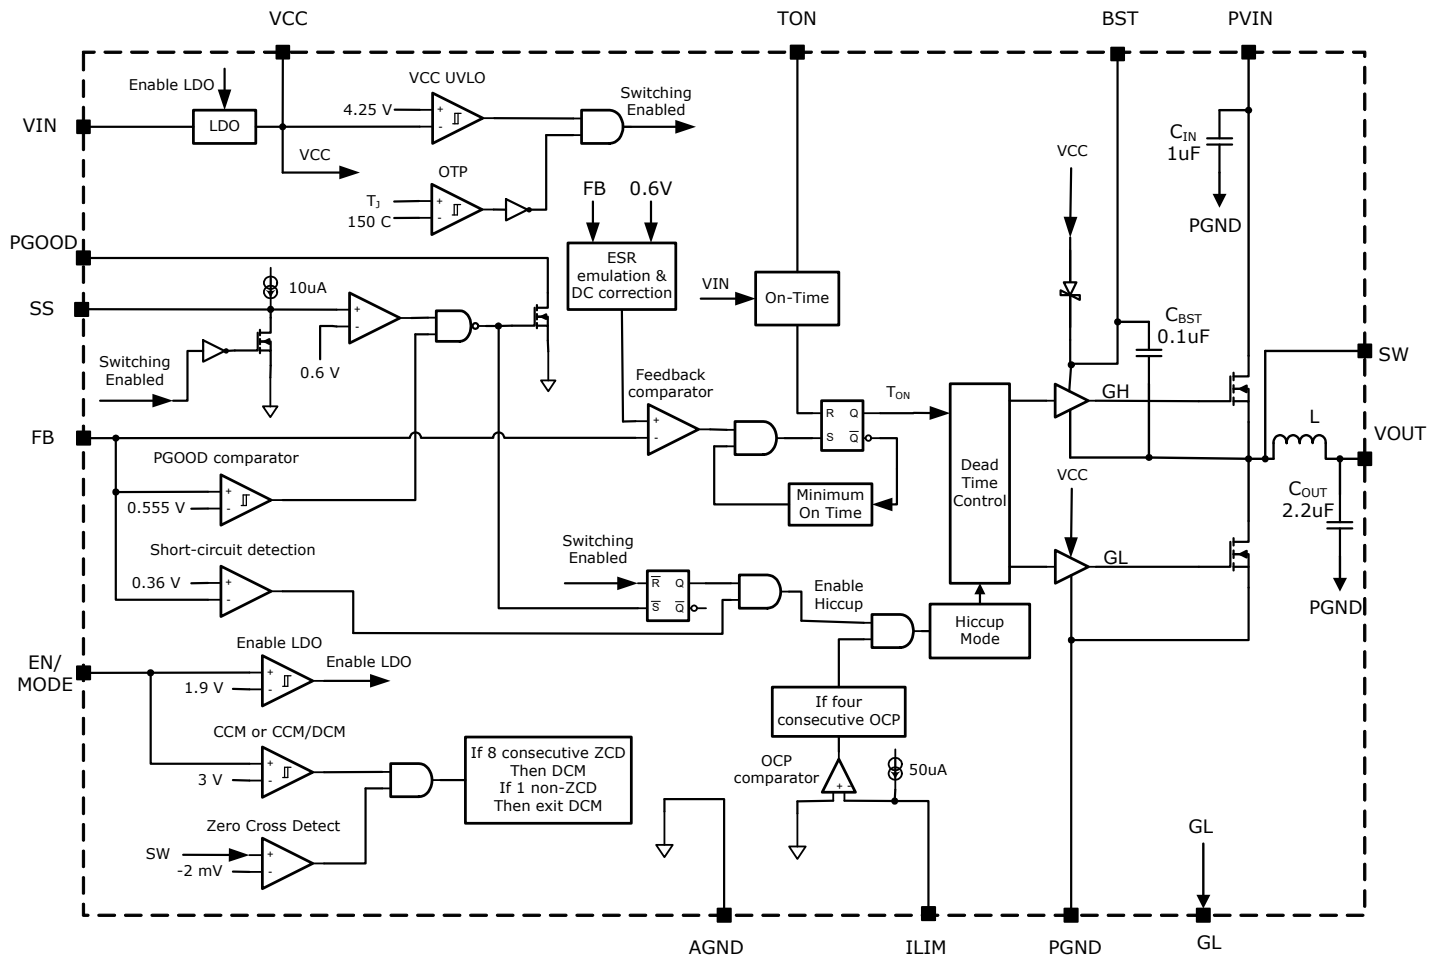 VCC
TON
BST
PVIN
Enable LDO
VCC UVLO
4.25 V
+
-
Switching
Enabled
VIN
LDO
VCC
OTP
TJ
150 C
+
-
FB
0.6V
CIN
1uF
PGND
VCC
PGOOD
ESR
emulation &
DC correction
VIN
On-Time
SS
10uA
+
-
0.6 V
Switching
Enabled
CBST
0.1uF
SW
Feedback
comparator
+
-
TON
R
Q
S
Q
GH
FB
L
VOUT
PGOOD comparator
+
-
0.555 V
Minimum
On Time
Dead
Time
Control
VCC
COUT
2.2uF
PGND
Short-circuit detection
0.36 V
+
-
Switching
Enabled
R
Q
S
Q
Enable
Hiccup
GL
Hiccup
Mode
EN/
MODE
Enable LDO
+
-
1.9 V
Enable LDO
If four
consecutive OCP
CCM or CCM/DCM
+
-
3 V
If 8 consecutive ZCD
Then DCM
If 1 non-ZCD
Then exit DCM
OCP
comparator
+
-
50uA
Zero Cross Detect
SW
-2 mV
+
-
GL
AGND
ILIM
PGND
GL